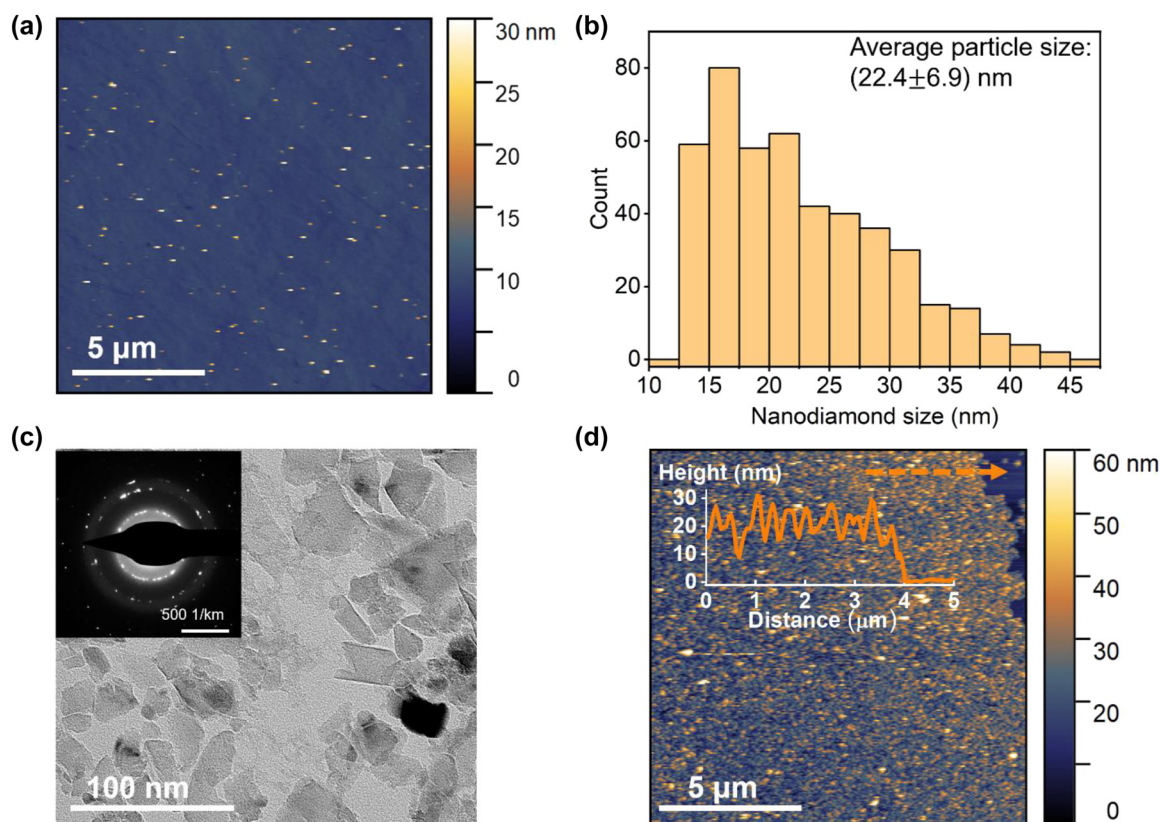 (a)
30 nm
25
20
15
10
0
5 μm
(b)
Average particle size:
(22.4±6.9) nm
80
60
40
20
0
Count
10 15 20 25 30 35 40 45
Nanodiamond size (nm)
(c)
500 1/km
100 nm
(d)
Height (nm)
30
20
10
0
0 1 2 3 4 5
Distance (μm)
5 μm
60 nm
50
40
30
20
0